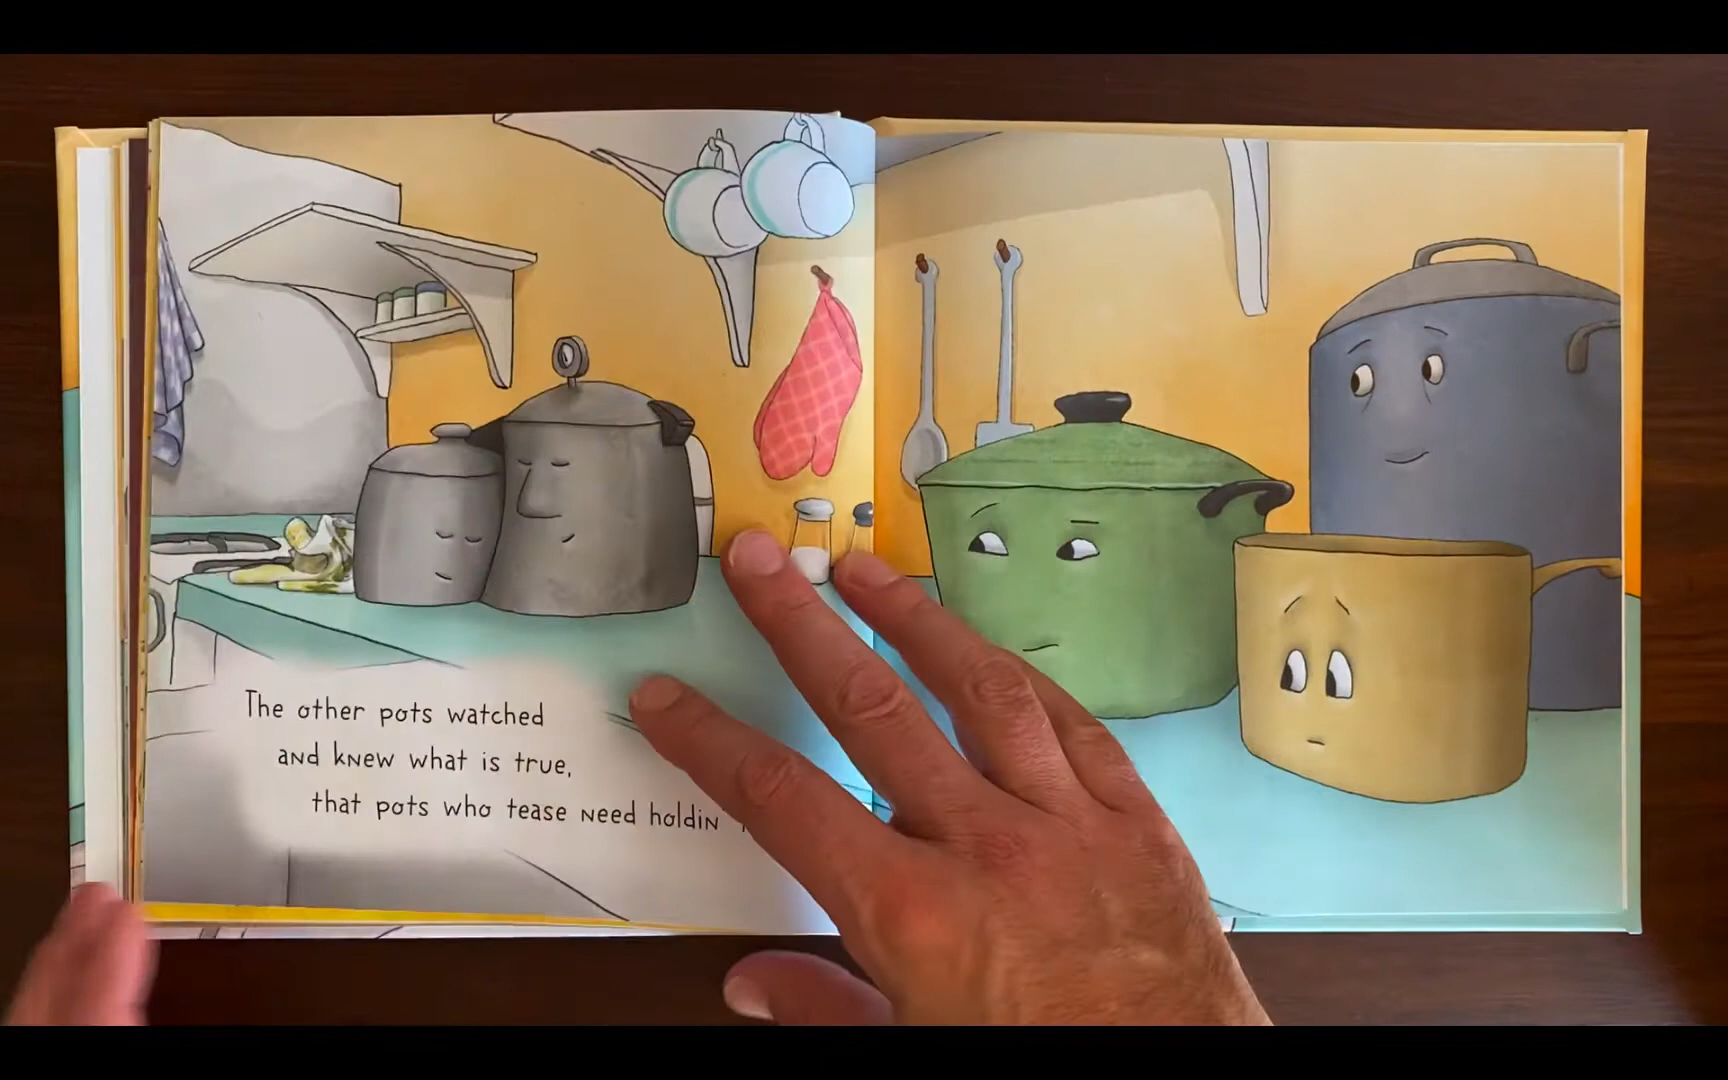 The other pots watched
and knew what is true,
that pots who tease need holdin